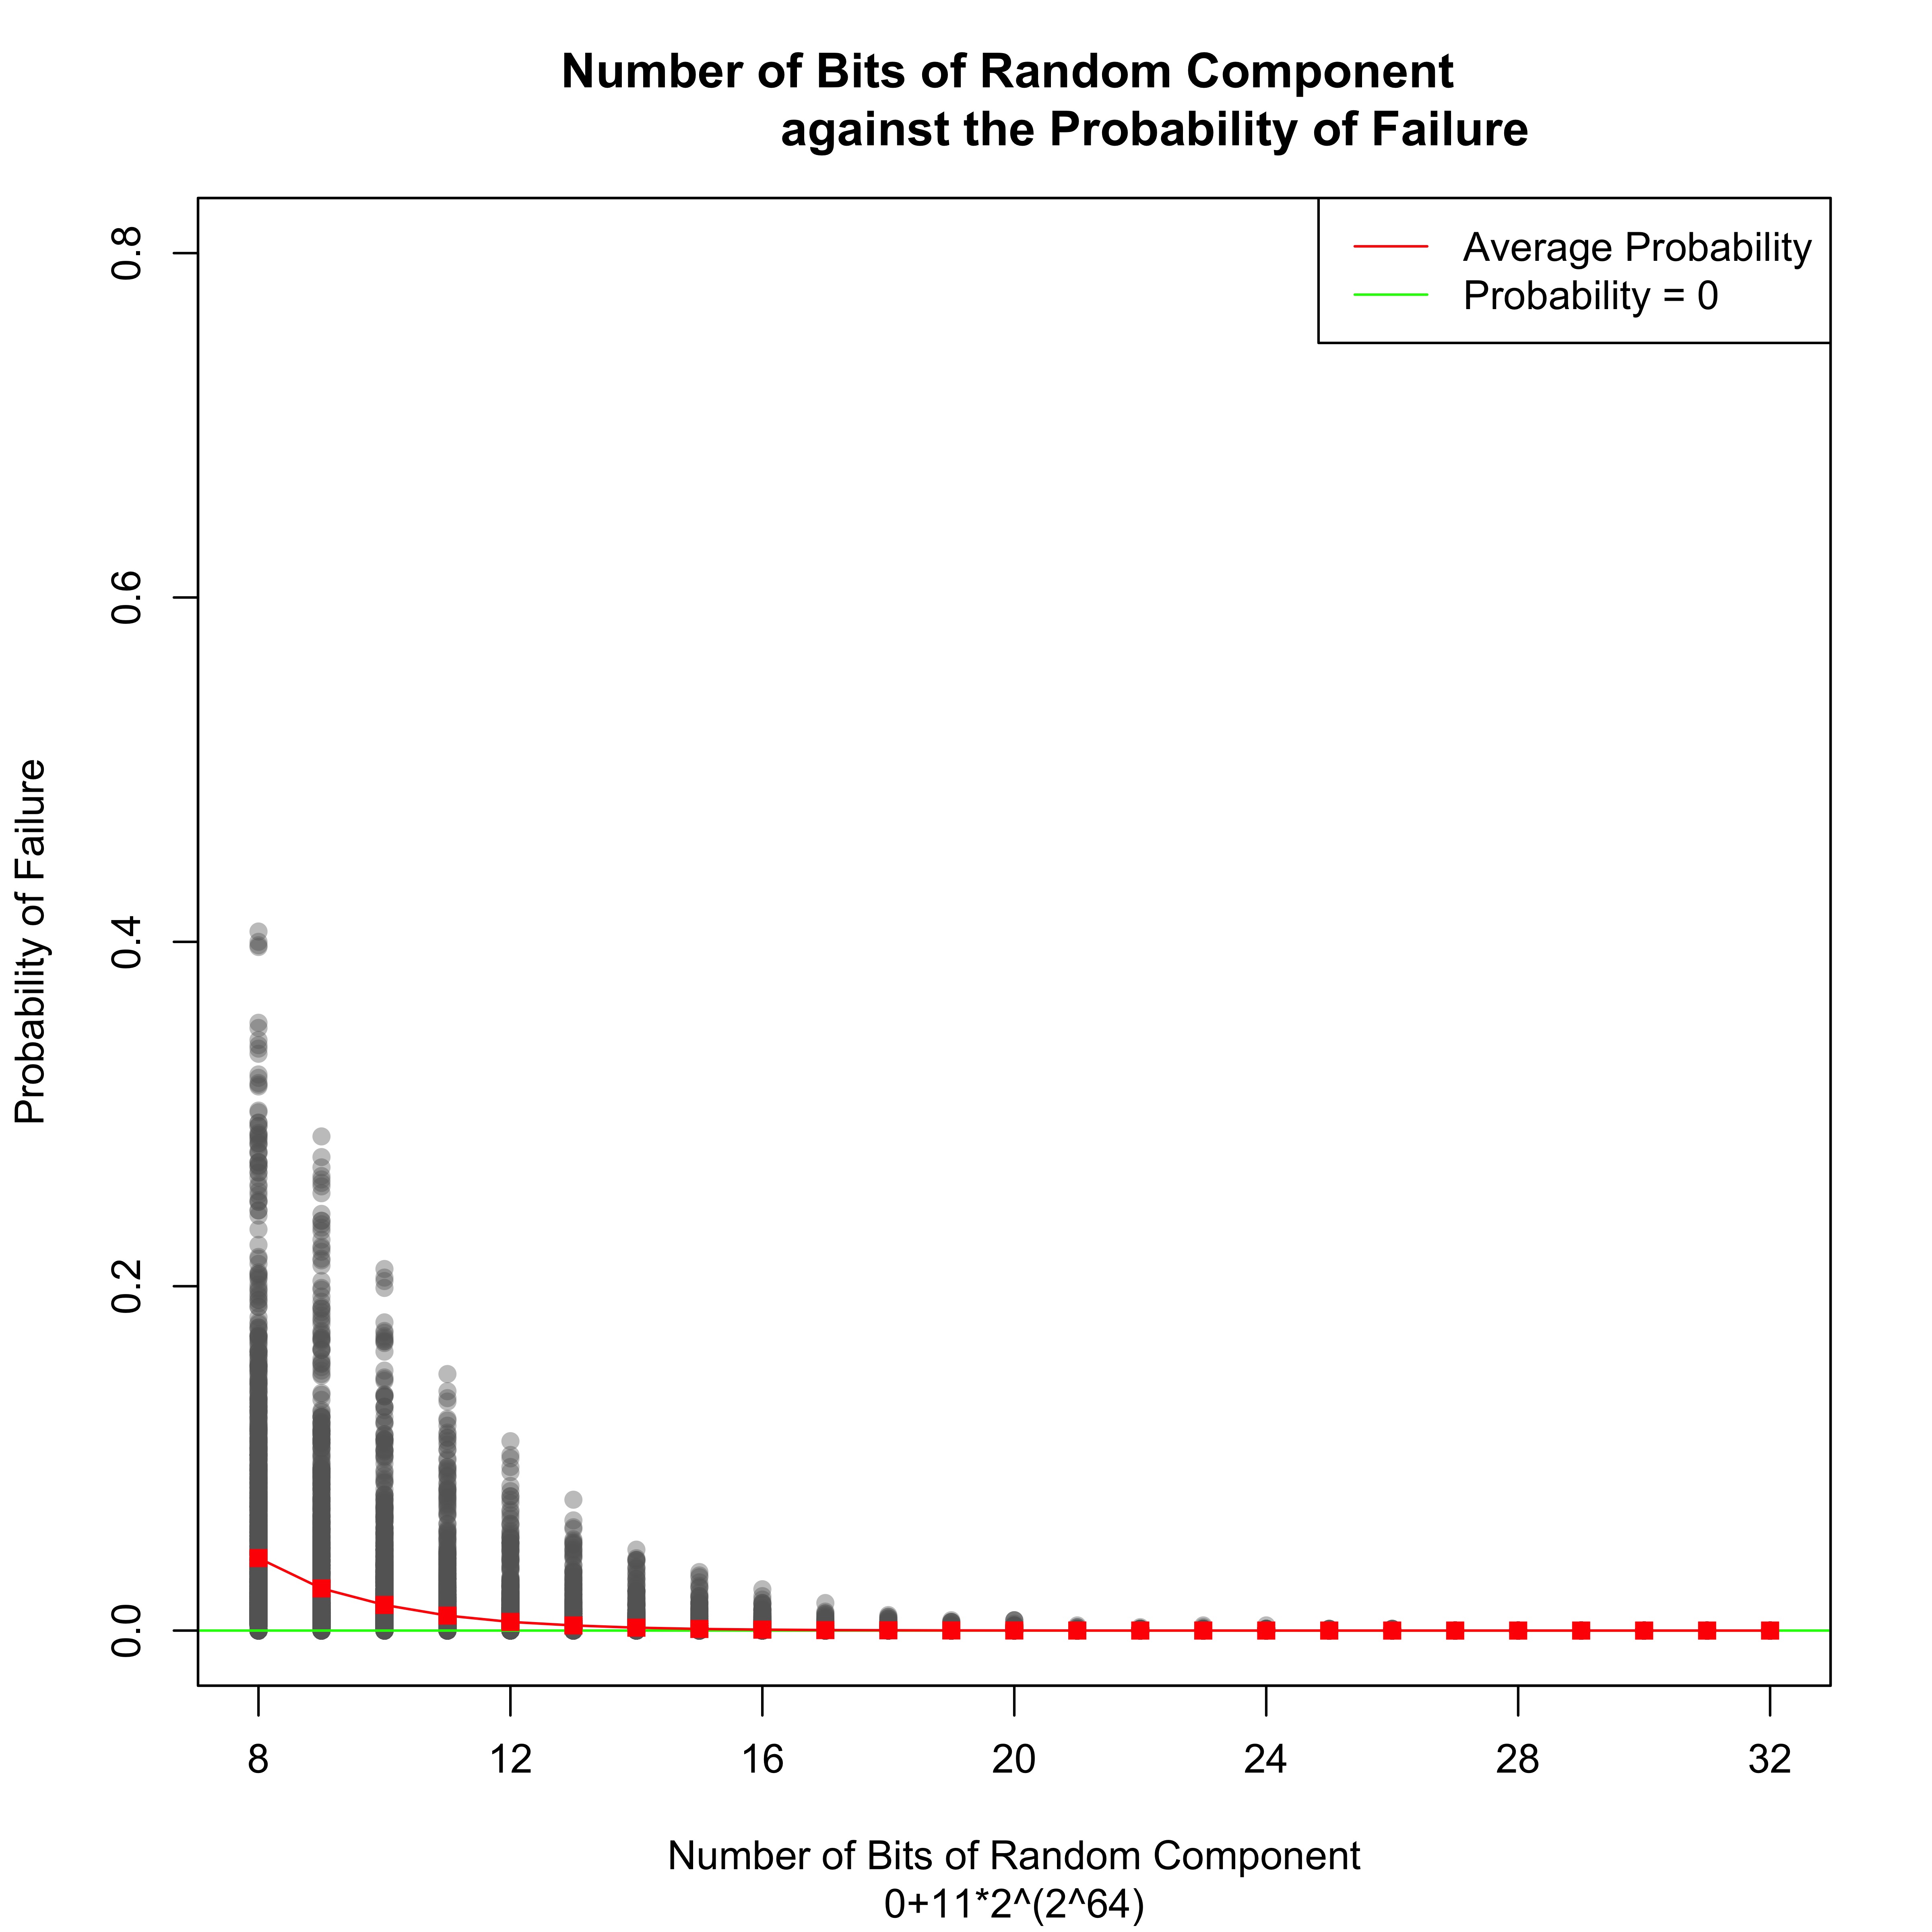 Number of Bits of Random Component
against the Probability of Failure
Average Probability
Probability = 0
Probability of Failure
0.8
0.6
0.4
0.2
0.0
8 12 16 20 24 28 32
Number of Bits of Random Component
0+11*2^(2^64)